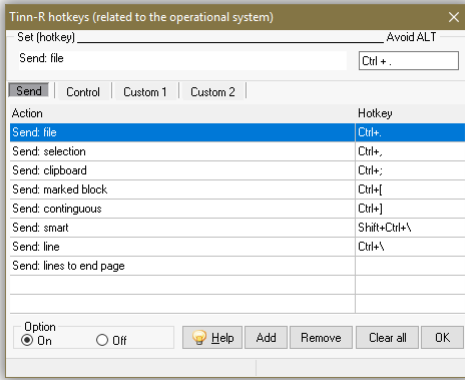 Tinn-R hotkeys (related to the operational system)
Set (hotkey) Avoid ALT
Send: file Ctrl + .
Send Control Custom 1 Custom 2
Action Hotkey
Send: file Ctrl+.
Send: selection Ctrl+,
Send: clipboard Ctrl+;
Send: marked block Ctrl+[
Send: continguous Ctrl+]
Send: smart Shift+Ctrl+\
Send: line Ctrl+\
Send: lines to end page
Option
On Off Help Add Remove Clear all OK